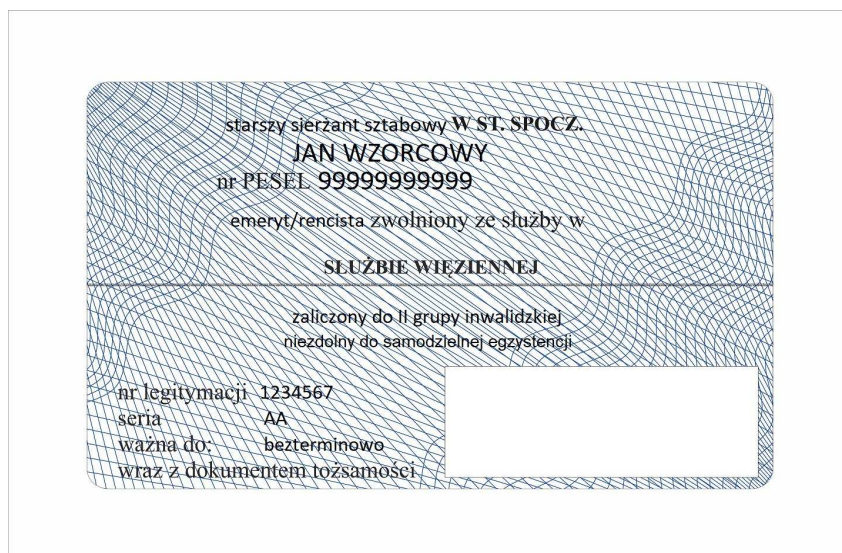 starszy sierżant sztabowy W ST. SPOCZ.
JAN WZORCOWY
nr PESEL 99999999999
emeryt/rencista zwolniony ze służby w
SŁUŻBIE WIĘZIENNEJ
zaliczony do II grupy inwalidzkiej
niezdolny do samodzielnej egzystencji
nr legitymacji 1234567
seria AA
ważna do: bezterminowo
wraz z dokumentem tożsamości